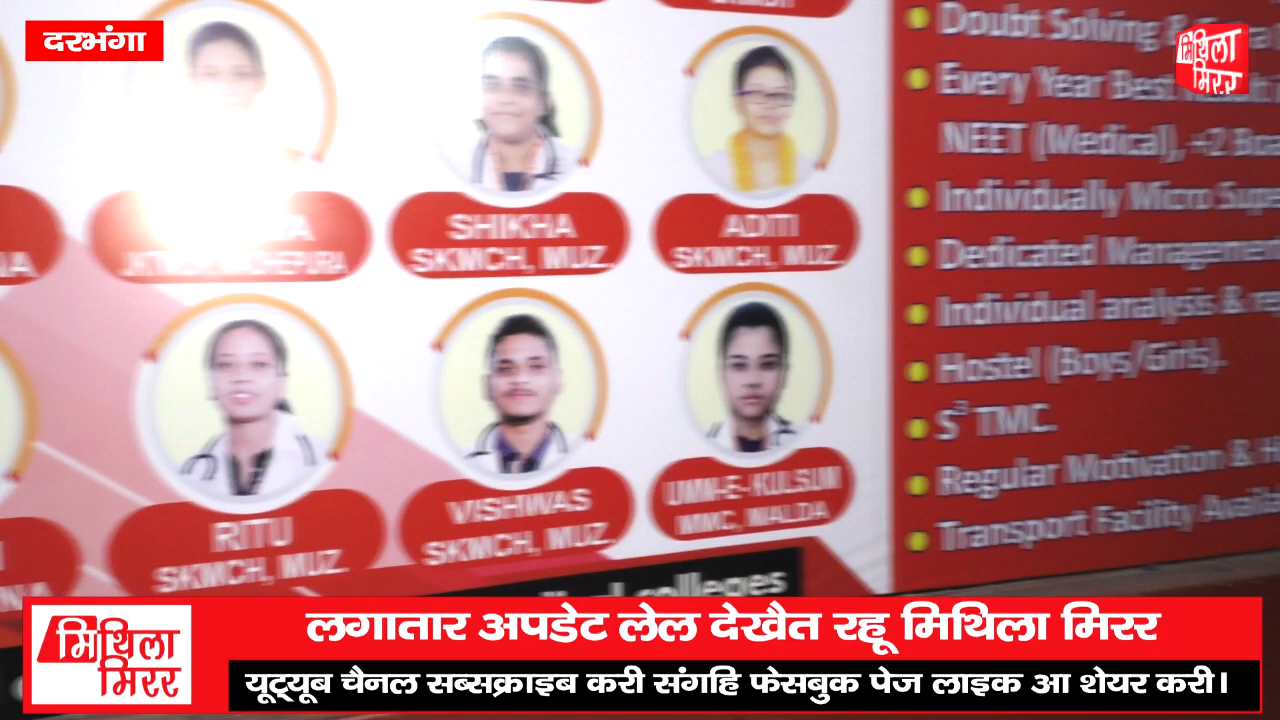 दरभंगा
मिथिला
मिरर
Doubt Solving &
Every Year Best Result
NEET (Medical), +2
Individually Micro
Dedicated Management
Individual analysis &
Hostel (Boys/Girls).
S³ TMC.
Regular Motivation &
Transport Facility
SHIKHA
SKMCH, MUZ.
ADITI
SKMCH, MUZ.
RITU
SKMCH, MUZ.
VISHWAS
SKMCH, MUZ.
UMM-E-KULSUM
MMC, MALDA
colleges
मिथिला
मिरर
लगातार अपडेट लेल देखैत रहू मिथिला मिरर
यूट्यूब चैनल सब्सक्राइब करी संगहि फेसबुक पेज लाइक आ शेयर करी।